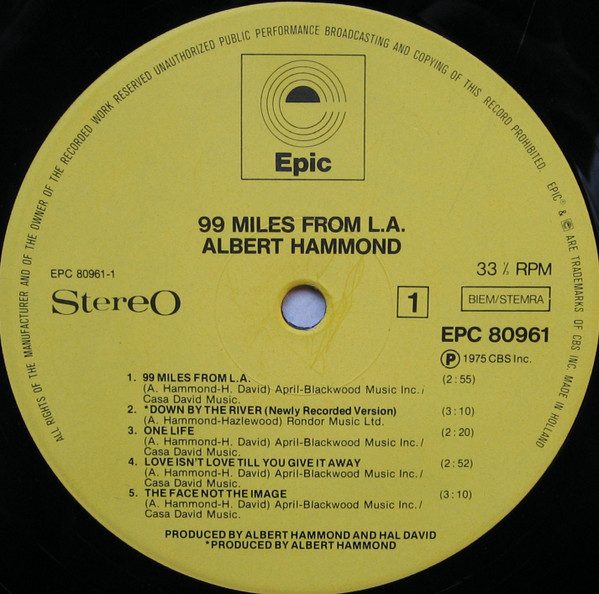 ALL RIGHTS OF THE MANUFACTURER AND OF THE OWNER OF THE RECORDED WORK RESERVED UNAUTHORIZED PUBLIC PERFORMANCE BROADCASTING AND COPYING OF THIS RECORD PROHIBITED. EPIC® & ARE TRADEMARKS OF CBS INC. MADE IN HOLLAND
Epic
99 MILES FROM L.A.
ALBERT HAMMOND
EPC 80961-1
33 ⅓ RPM
Stereo
1
BIEM/STEMRA
EPC 80961
Ⓟ 1975 CBS Inc.
1. 99 MILES FROM L.A. (2:55)
(A. Hammond-H. David) April-Blackwood Music Inc./
Casa David Music.
2. *DOWN BY THE RIVER (Newly Recorded Version) (3:10)
(A. Hammond-Hazlewood) Rondor Music Ltd.
3. ONE LIFE (2:20)
(A. Hammond-H. David) April-Blackwood Music Inc./
Casa David Music.
4. LOVE ISN'T LOVE TILL YOU GIVE IT AWAY (2:52)
(A. Hammond-H. David) April-Blackwood Music Inc./
Casa David Music.
5. THE FACE NOT THE IMAGE (3:10)
(A. Hammond-H. David) April-Blackwood Music Inc./
Casa David Music.
PRODUCED BY ALBERT HAMMOND AND HAL DAVID
*PRODUCED BY ALBERT HAMMOND